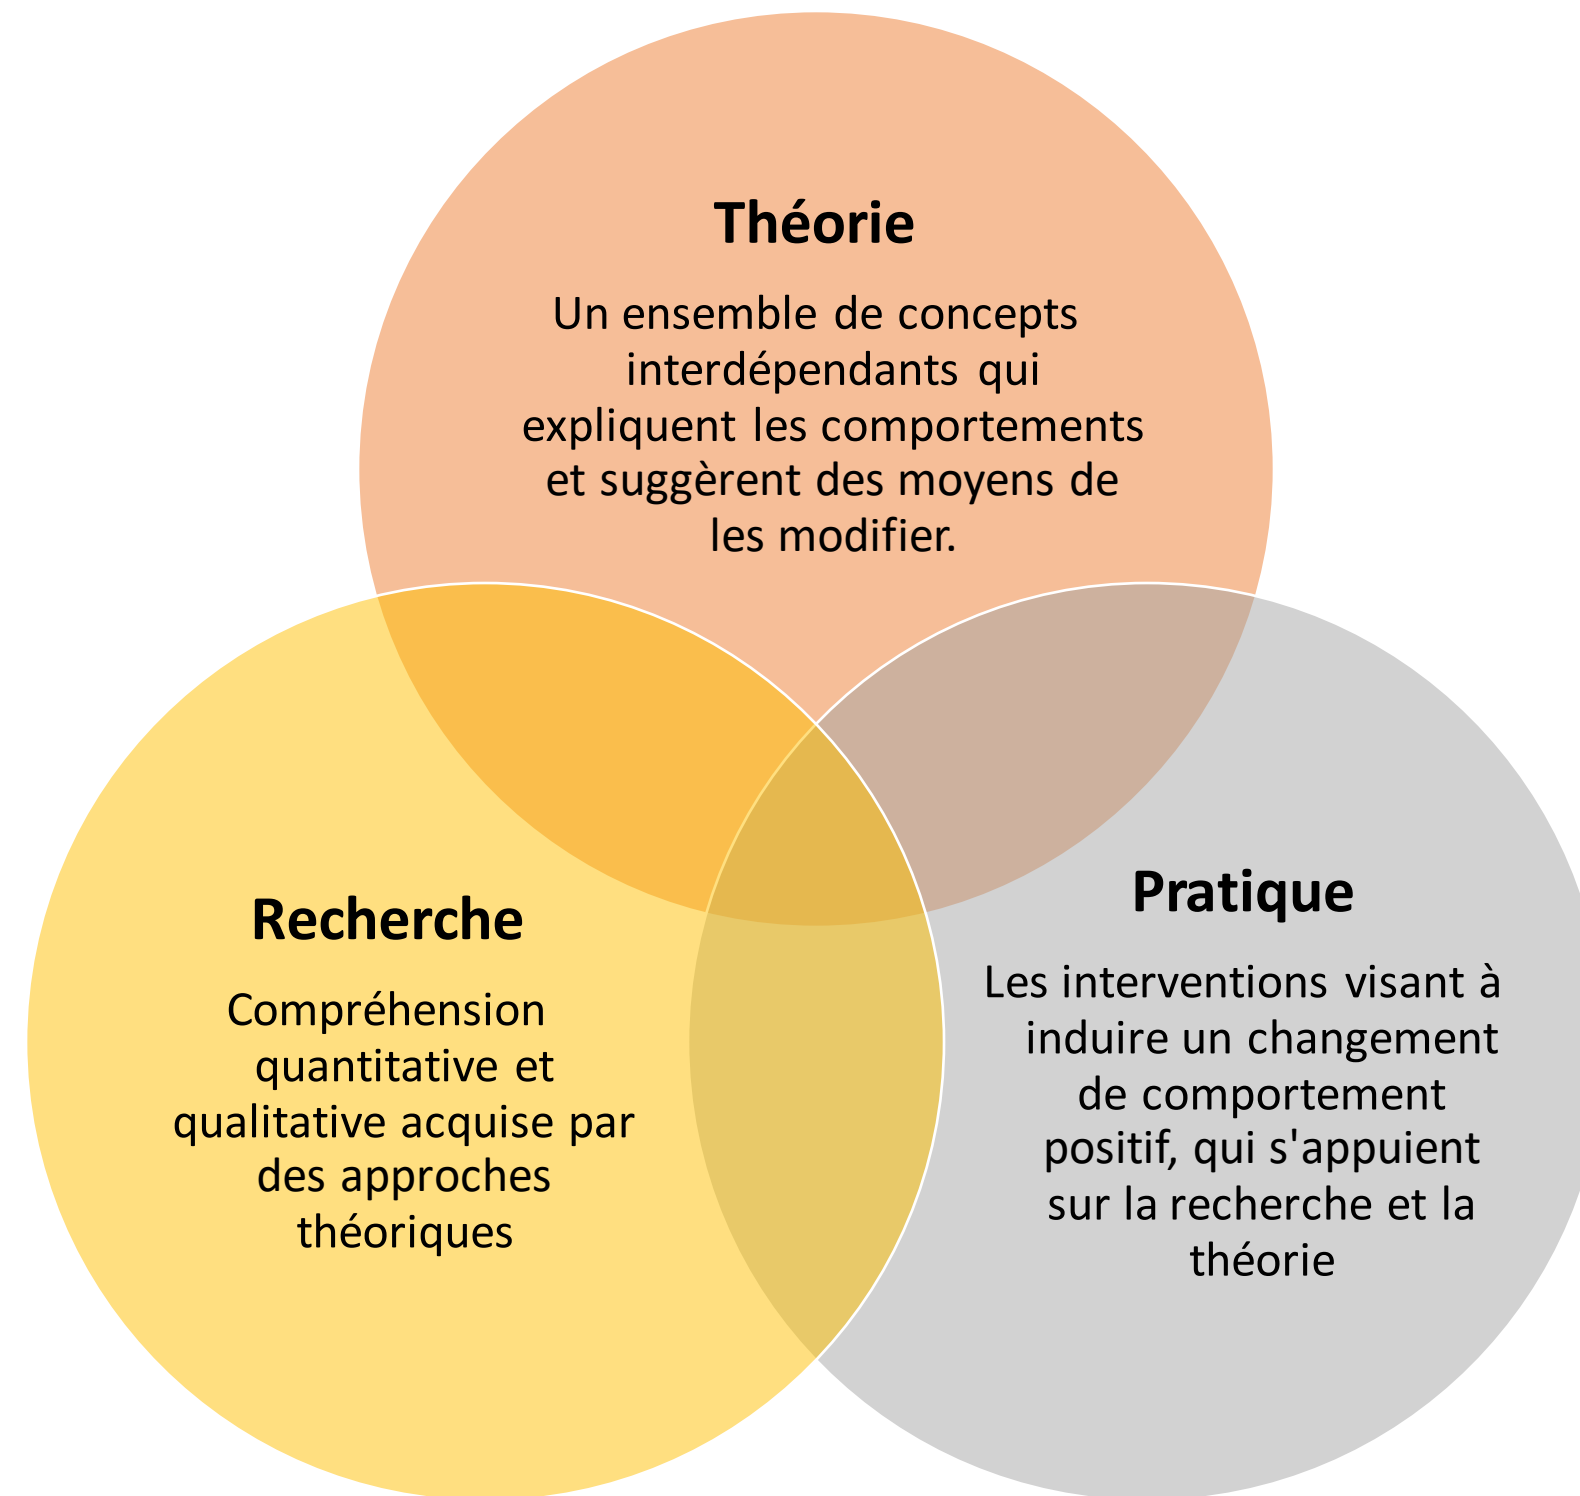 Théorie
Un ensemble de concepts
interdépendants qui
expliquent les comportements
et suggèrent des moyens de
les modifier.
Recherche
Compréhension
quantitative et
qualitative acquise par
des approches
théoriques
Pratique
Les interventions visant à
induire un changement
de comportement
positif, qui s'appuient
sur la recherche et la
théorie